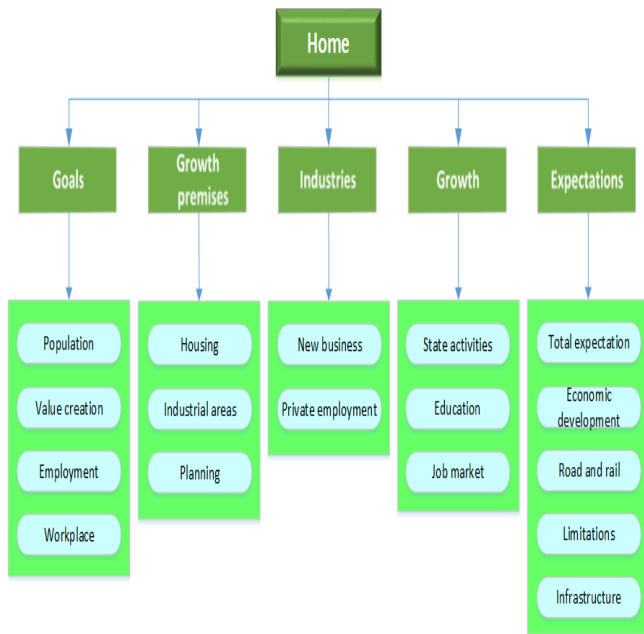 Home
Goals
Growth
premises
Industries
Growth
Expectations
Population
Value creation
Employment
Workplace
Housing
Industrial areas
Planning
New business
Private employment
State activities
Education
Job market
Total expectation
Economic
development
Road and rail
Limitations
Infrastructure